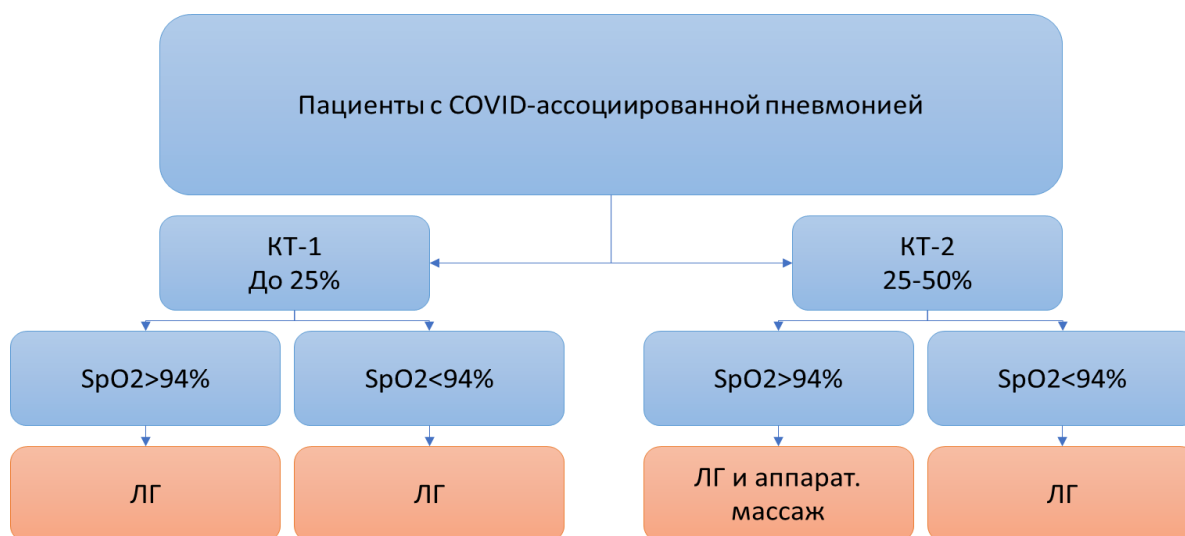 Пациенты с COVID-ассоциированной пневмонией
КТ-1
До 25%
КТ-2
25-50%
SpO2>94%
SpO2<94%
SpO2>94%
SpO2<94%
ЛГ
ЛГ
ЛГ и аппарат.
массаж
ЛГ